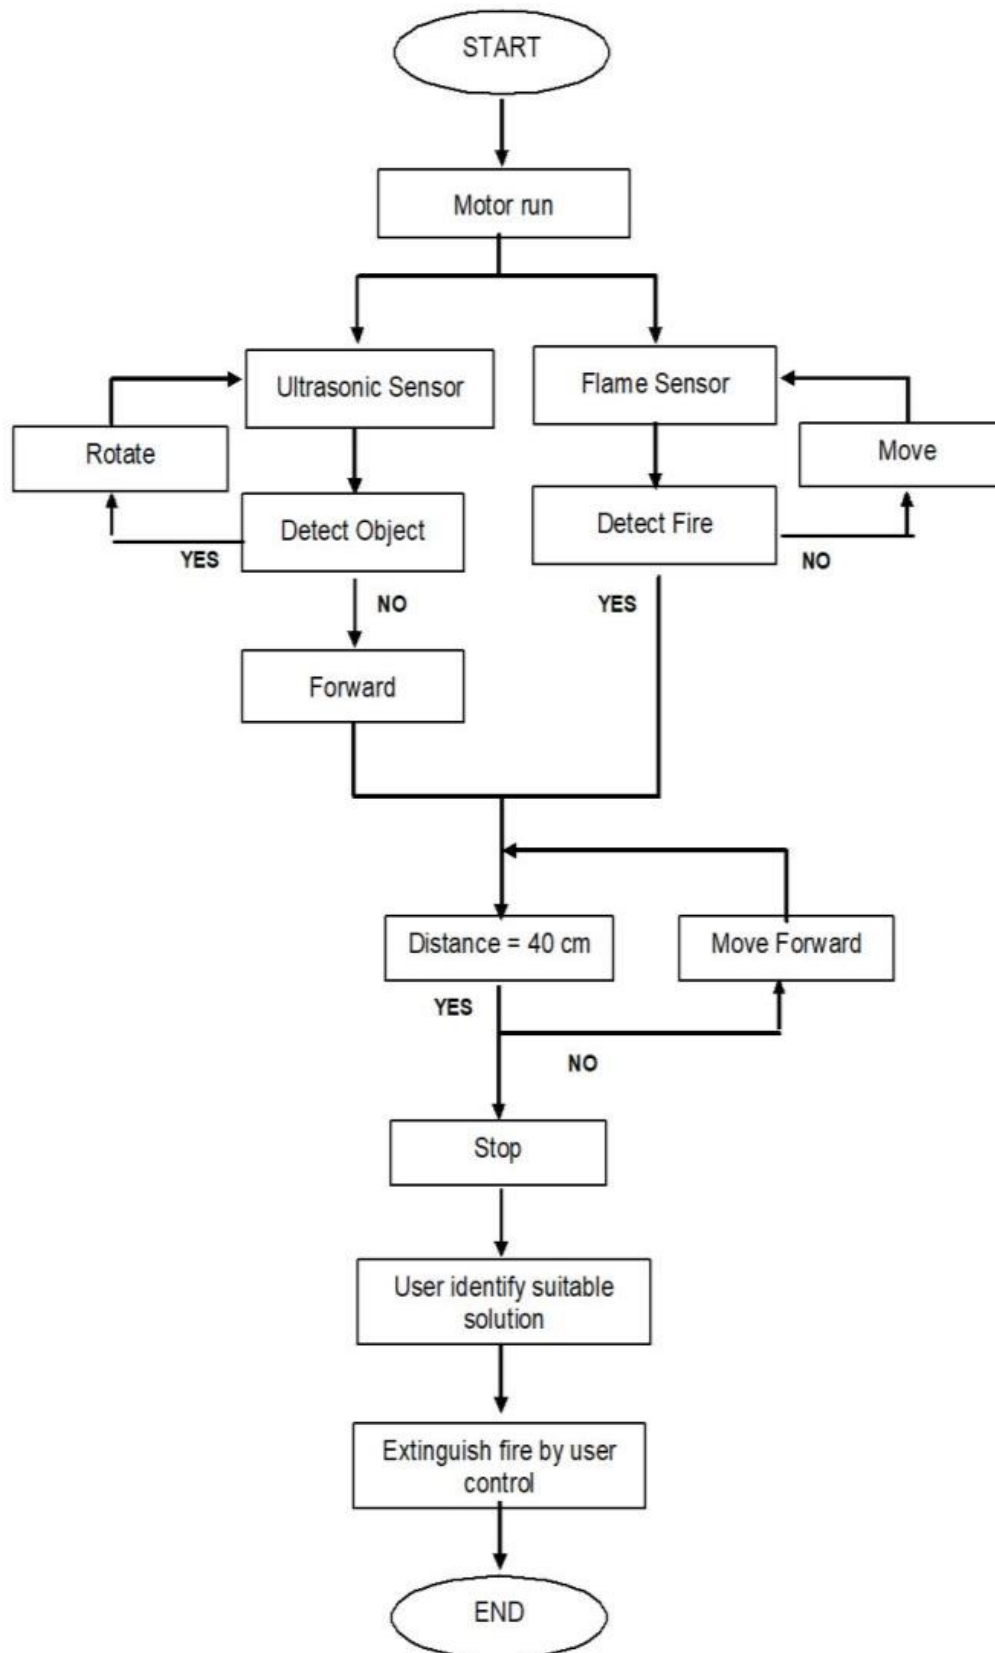 START
Motor run
Ultrasonic Sensor
Flame Sensor
Rotate
Move
Detect Object
Detect Fire
YES
NO
NO
YES
Forward
Distance = 40 cm
Move Forward
YES
NO
Stop
User identify suitable
solution
Extinguish fire by user
control
END